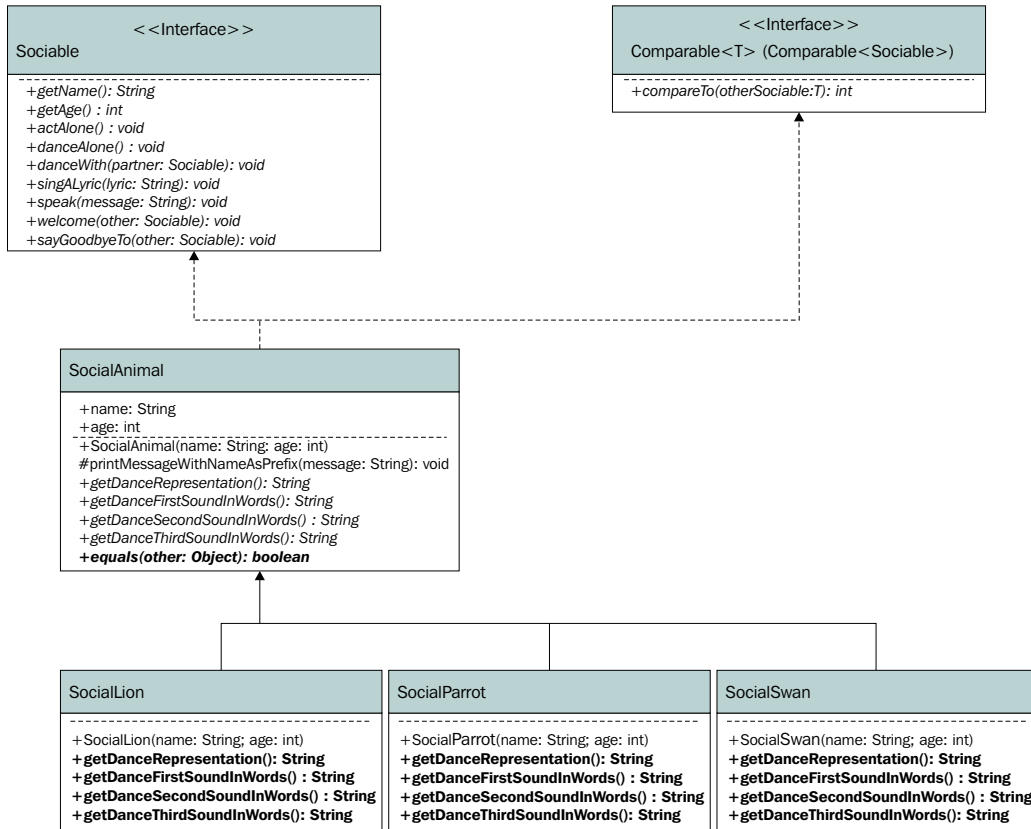 <<Interface>>
Sociable
+getName(): String
+getAge() : int
+actAlone() : void
+danceAlone() : void
+danceWith(partner: Sociable): void
+singALyric(lyric: String): void
+speak(message: String): void
+welcome(other: Sociable): void
+sayGoodbyeTo(other: Sociable): void
<<Interface>>
Comparable<T> (Comparable<Sociable>)
+compareTo(otherSociable:T): int
SocialAnimal
+name: String
+age: int
+SocialAnimal(name: String: age: int)
#printMessageWithNameAsPrefix(message: String): void
+getDanceRepresentation(): String
+getDanceFirstSoundInWords(): String
+getDanceSecondSoundInWords() : String
+getDanceThirdSoundInWords(): String
+equals(other: Object): boolean
SocialLion
+SocialLion(name: String; age: int)
+getDanceRepresentation(): String
+getDanceFirstSoundInWords() : String
+getDanceSecondSoundInWords() : String
+getDanceThirdSoundInWords(): String
SocialParrot
+SocialParrot(name: String; age: int)
+getDanceRepresentation(): String
+getDanceFirstSoundInWords() : String
+getDanceSecondSoundInWords() : String
+getDanceThirdSoundInWords(): String
SocialSwan
+SocialSwan(name: String; age: int)
+getDanceRepresentation(): String
+getDanceFirstSoundInWords() : String
+getDanceSecondSoundInWords() : String
+getDanceThirdSoundInWords(): String